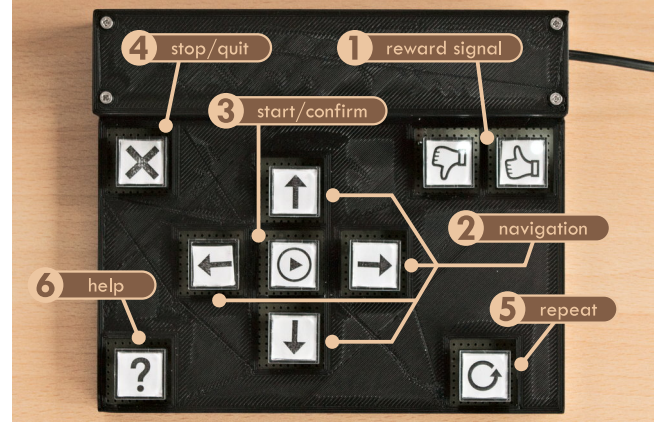 4 stop/quit
1 reward signal
3 start/confirm
2 navigation
6 help
5 repeat
?